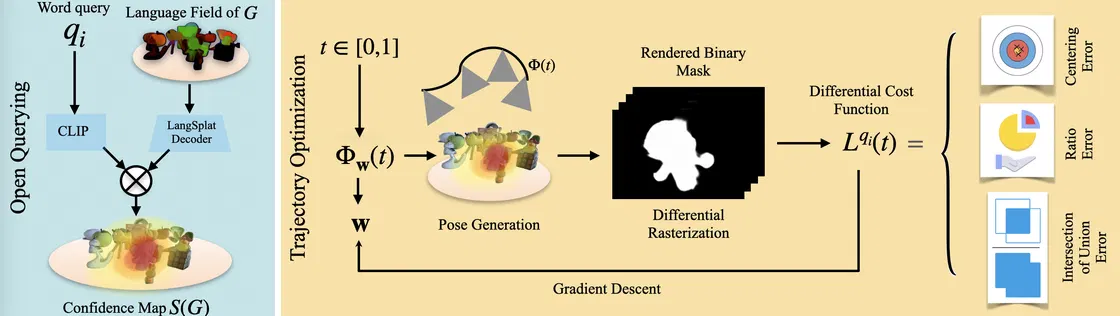 Open Querying
Word query
q_i
Language Field of G
CLIP
LangSplat
Decoder
Confidence Map S(G)
Trajectory Optimization
t ∈ [0,1]
Φ_w(t)
w
Φ(t)
Pose Generation
Rendered Binary
Mask
Differential
Rasterization
Differential Cost
Function
L^{q_i}(t) =
Gradient Descent
Centering
Error
Ratio
Error
Intersection
of Union
Error